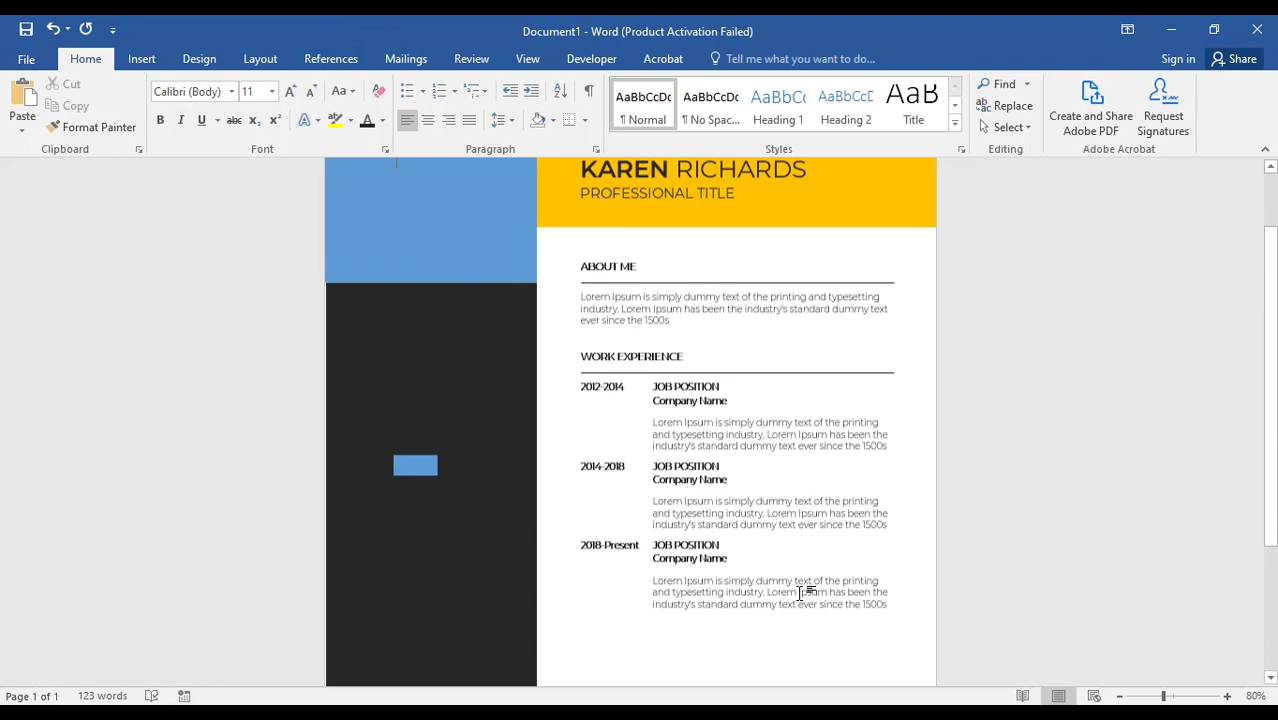 Document1 - Word (Product Activation Failed)
File Home Insert Design Layout References Mailings Review View Developer Acrobat Tell me what you want to do... Sign in Share
Paste
Cut
Copy
Format Painter
Clipboard
Calibri (Body) 11
Font
Paragraph
AaBbCcDc AaBbCcDc AaBbCc AaBbCcD AaB
¶ Normal ¶ No Spac... Heading 1 Heading 2 Title
Styles
Find
Replace
Select
Editing
Create and Share
Adobe PDF
Request
Signatures
Adobe Acrobat
KAREN RICHARDS
PROFESSIONAL TITLE
ABOUT ME
Lorem Ipsum is simply dummy text of the printing and typesetting
industry. Lorem Ipsum has been the industry's standard dummy text
ever since the 1500s
WORK EXPERIENCE
2012-2014 JOB POSITION
Company Name
Lorem Ipsum is simply dummy text of the printing
and typesetting industry. Lorem Ipsum has been the
industry's standard dummy text ever since the 1500s
2014-2018 JOB POSITION
Company Name
Lorem Ipsum is simply dummy text of the printing
and typesetting industry. Lorem Ipsum has been the
industry's standard dummy text ever since the 1500s
2018-Present JOB POSITION
Company Name
Lorem Ipsum is simply dummy text of the printing
and typesetting industry. Lorem Ipsum has been the
industry's standard dummy text ever since the 1500s
Page 1 of 1 123 words 80%